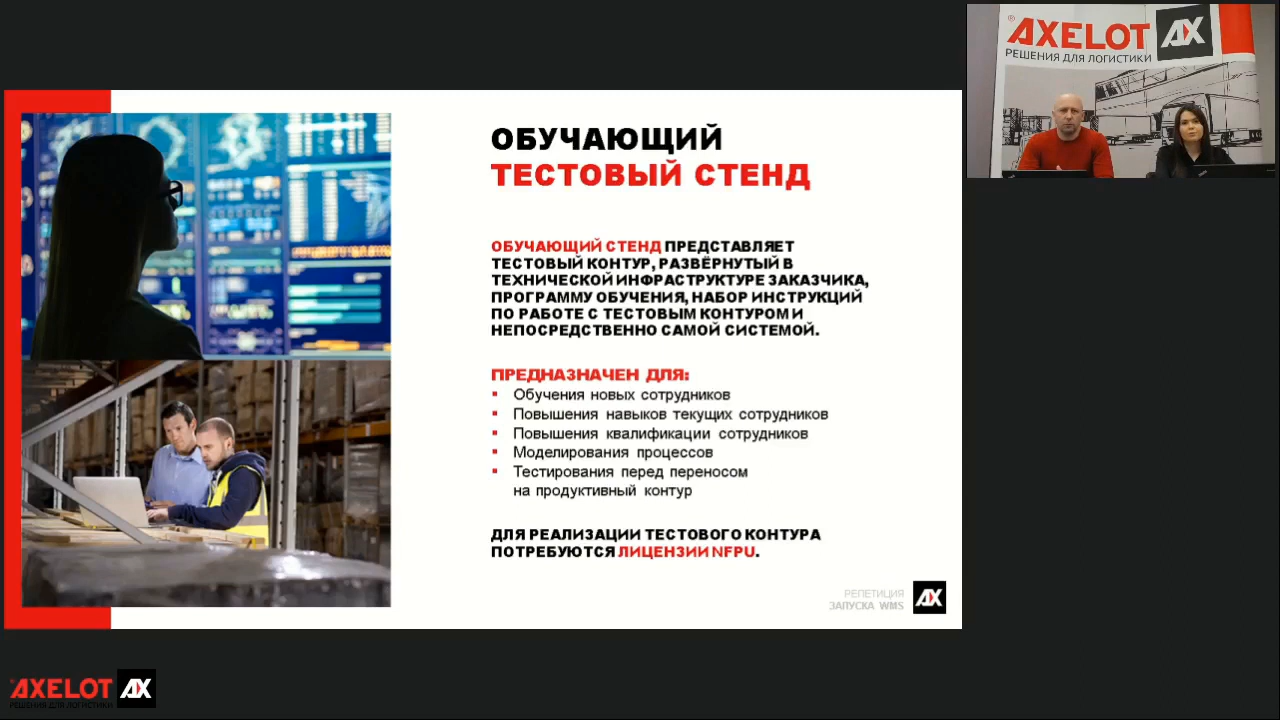 ®AXELOT AX
РЕШЕНИЯ ДЛЯ ЛОГИСТИКИ
ОБУЧАЮЩИЙ
ТЕСТОВЫЙ СТЕНД
ОБУЧАЮЩИЙ СТЕНД ПРЕДСТАВЛЯЕТ
ТЕСТОВЫЙ КОНТУР, РАЗВЁРНУТЫЙ В
ТЕХНИЧЕСКОЙ ИНФРАСТРУКТУРЕ ЗАКАЗЧИКА,
ПРОГРАММУ ОБУЧЕНИЯ, НАБОР ИНСТРУКЦИЙ
ПО РАБОТЕ С ТЕСТОВЫМ КОНТУРОМ И
НЕПОСРЕДСТВЕННО САМОЙ СИСТЕМОЙ.
ПРЕДНАЗНАЧЕН ДЛЯ:
▪ Обучения новых сотрудников
▪ Повышения навыков текущих сотрудников
▪ Повышения квалификации сотрудников
▪ Моделирования процессов
▪ Тестирования перед переносом
на продуктивный контур
ДЛЯ РЕАЛИЗАЦИИ ТЕСТОВОГО КОНТУРА
ПОТРЕБУЮТСЯ ЛИЦЕНЗИИ NFPU.
РЕПЕТИЦИЯ
ЗАПУСКА WMS
AX
AXELOT AX
РЕШЕНИЯ ДЛЯ ЛОГИСТИКИ